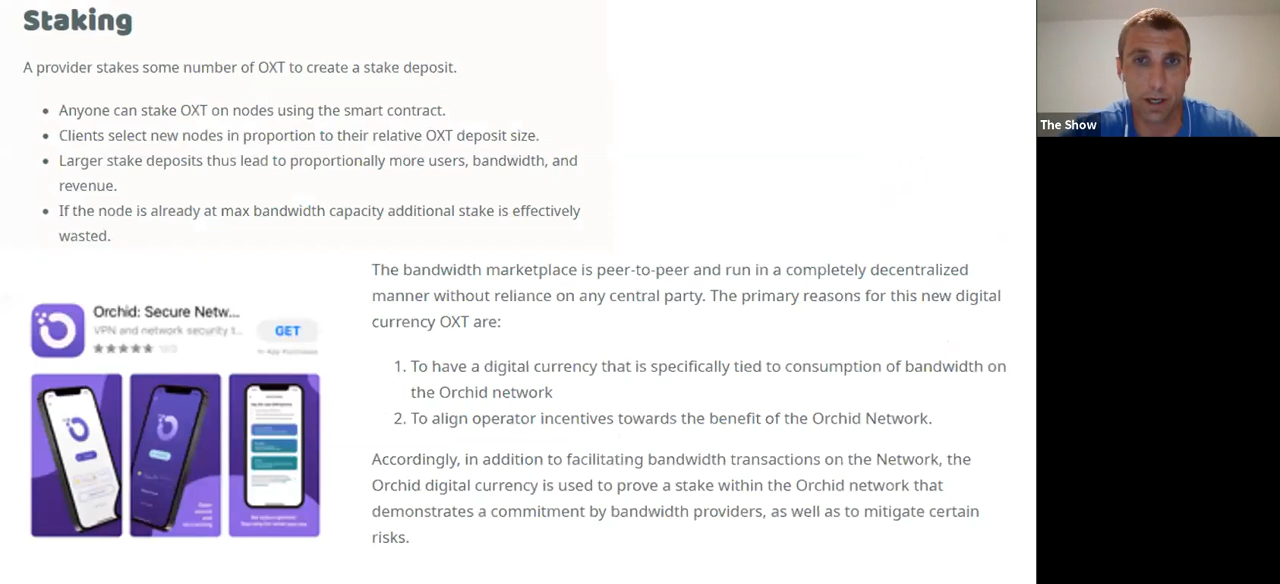 Staking
A provider stakes some number of OXT to create a stake deposit.
Anyone can stake OXT on nodes using the smart contract.
Clients select new nodes in proportion to their relative OXT deposit size.
Larger stake deposits thus lead to proportionally more users, bandwidth, and
revenue.
If the node is already at max bandwidth capacity additional stake is effectively
wasted.
The bandwidth marketplace is peer-to-peer and run in a completely decentralized
manner without reliance on any central party. The primary reasons for this new digital
currency OXT are:
1. To have a digital currency that is specifically tied to consumption of bandwidth on
the Orchid network
2. To align operator incentives towards the benefit of the Orchid Network.
Accordingly, in addition to facilitating bandwidth transactions on the Network, the
Orchid digital currency is used to prove a stake within the Orchid network that
demonstrates a commitment by bandwidth providers, as well as to mitigate certain
risks.
Orchid: Secure Netw...
VPN and network security t...
GET
In App Purchases
The Show